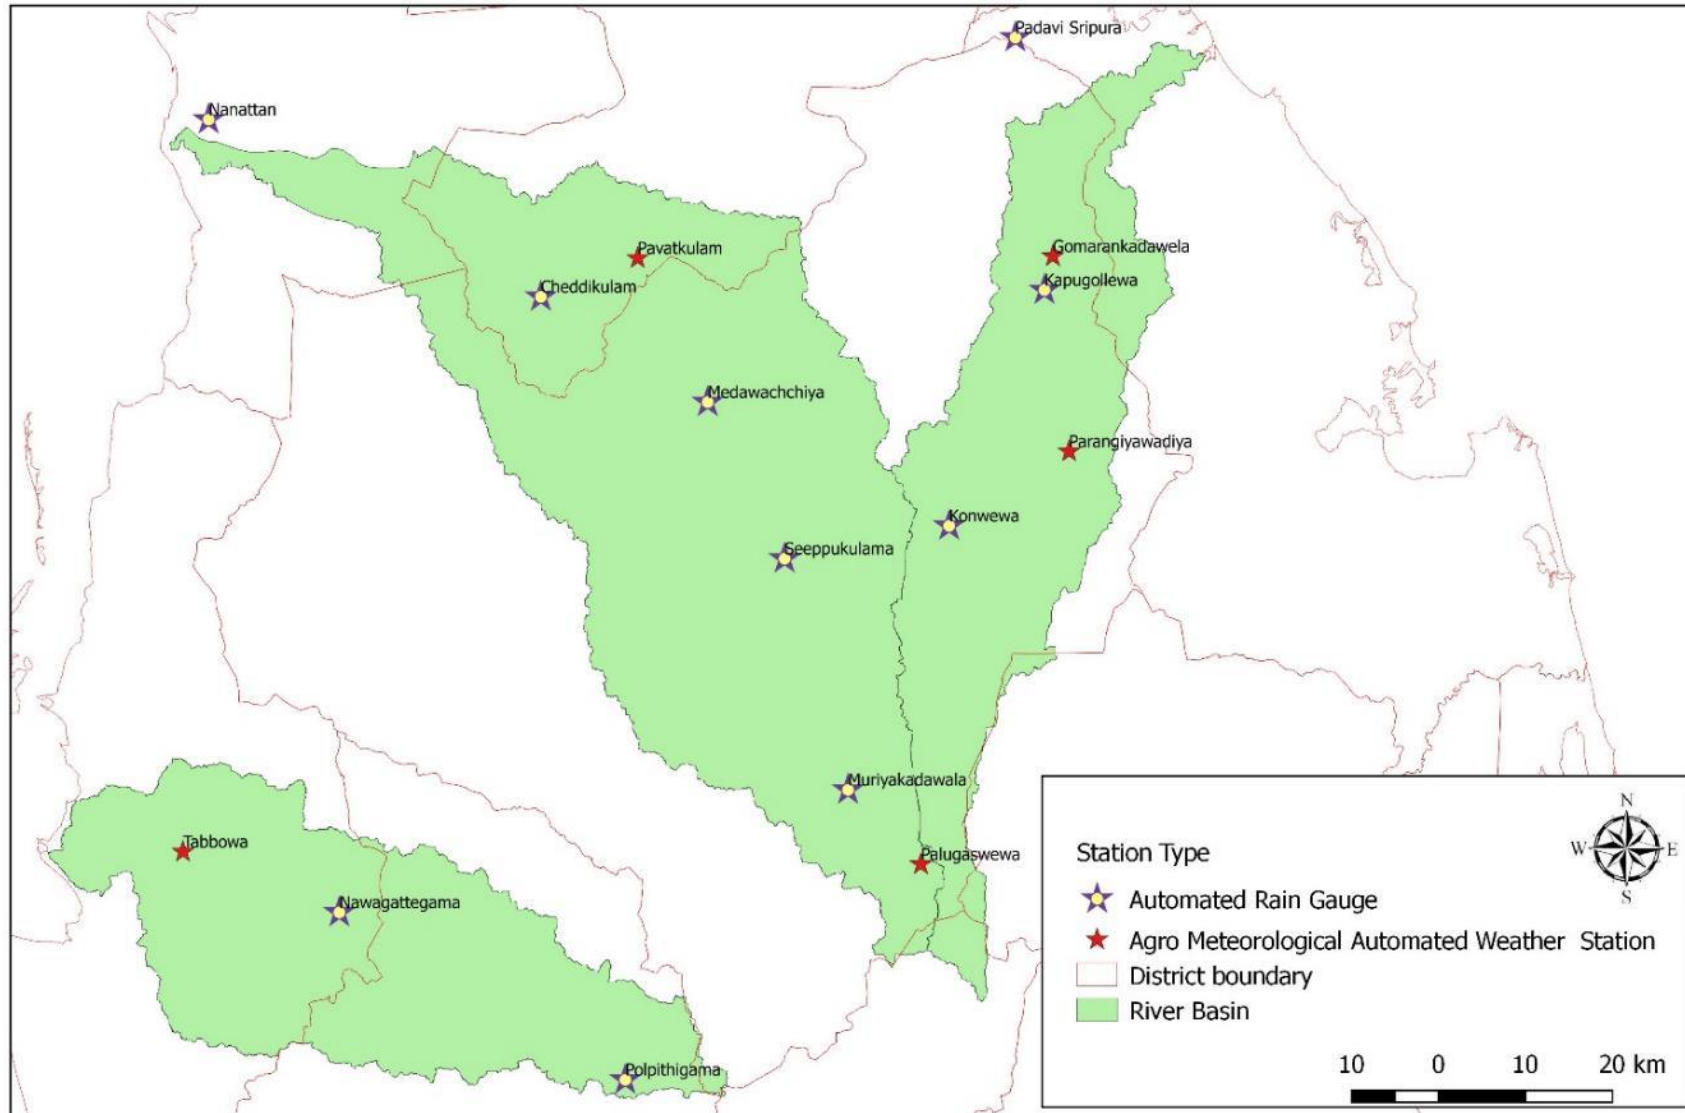 Padavi Sripura
Nanattan
Pavatkulam
Gomarankadawela
Cheddikulam
Kapugollewa
Medawachchiya
Parangiyawadiya
Konwewa
Seeppukulama
Muriyakadawala
Tabbowa
Palugaswewa
Nawagattegama
Polpithigama
N
W
E
S
Station Type
Automated Rain Gauge
Agro Meteorological Automated Weather Station
District boundary
River Basin
10 0 10 20 km